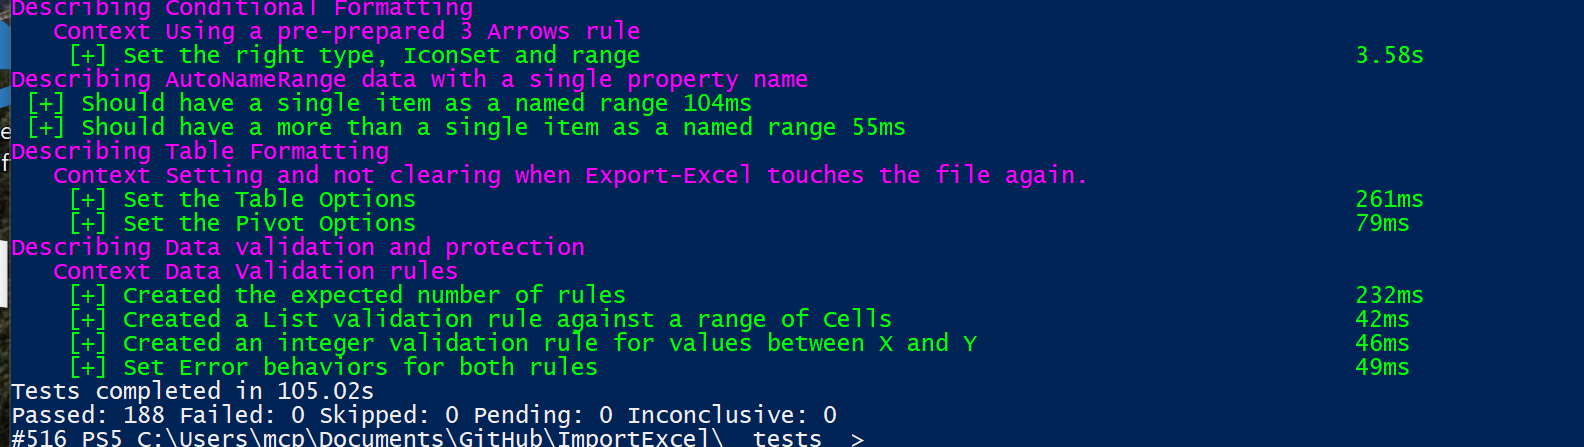 Describing Conditional Formatting
Context Using a pre-prepared 3 Arrows rule
[+] Set the right type, IconSet and range 3.58s
Describing AutoNameRange data with a single property name
[+] Should have a single item as a named range 104ms
[+] Should have a more than a single item as a named range 55ms
Describing Table Formatting
Context Setting and not clearing when Export-Excel touches the file again.
[+] Set the Table Options 261ms
[+] Set the Pivot Options 79ms
Describing Data validation and protection
Context Data Validation rules
[+] Created the expected number of rules 232ms
[+] Created a List validation rule against a range of Cells 42ms
[+] Created an integer validation rule for values between X and Y 46ms
[+] Set Error behaviors for both rules 49ms
Tests completed in 105.02s
Passed: 188 Failed: 0 Skipped: 0 Pending: 0 Inconclusive: 0
#516 PS5 C:\Users\mcp\Documents\GitHub\ImportExcel\__tests__>